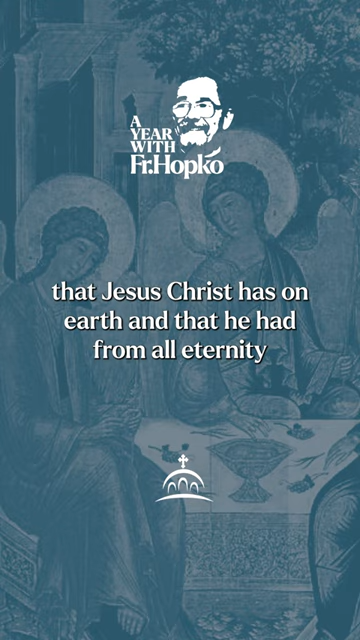 A
YEAR
WITH
Fr.Hopko
that Jesus Christ has on
earth and that he had
from all eternity